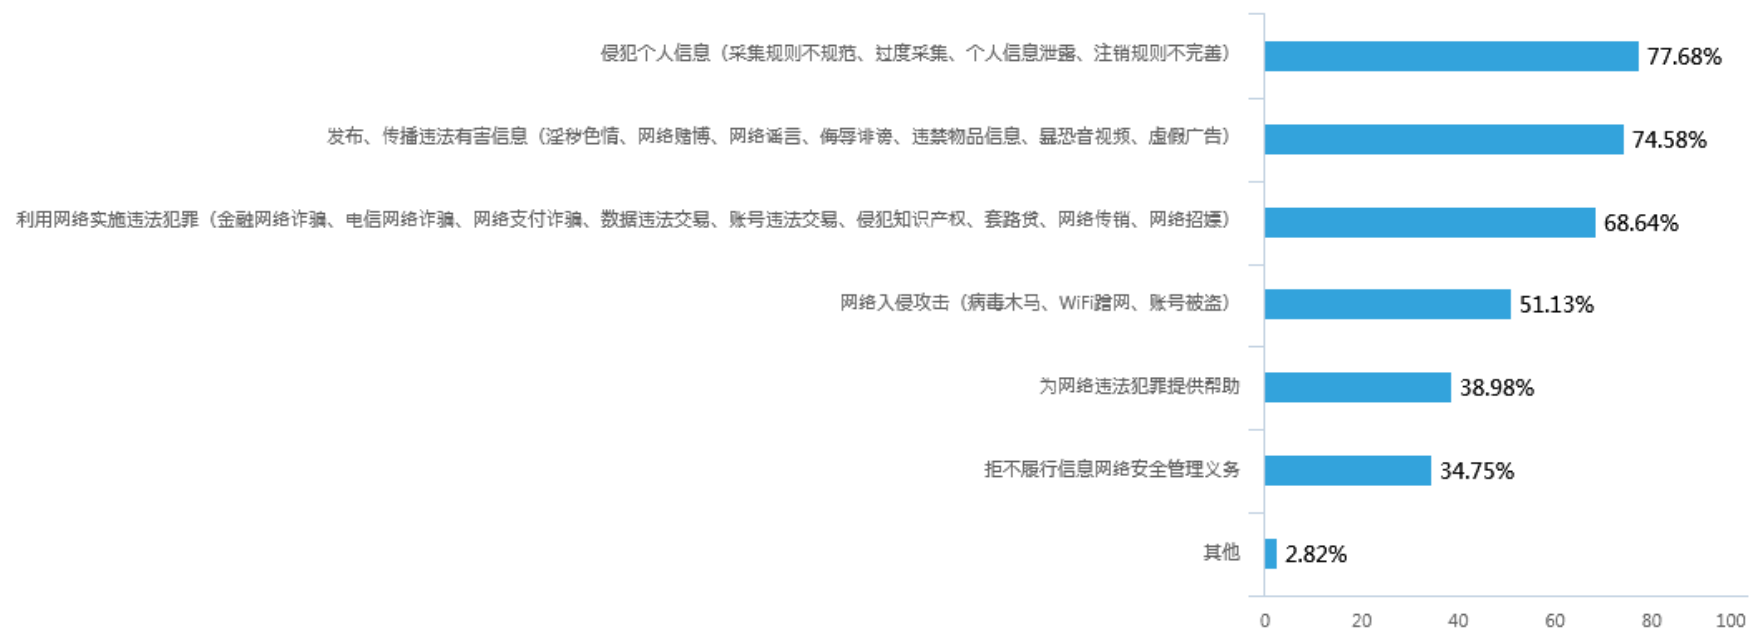 侵犯个人信息（采集规则不规范、过度采集、个人信息泄露、注销规则不完善） 77.68%
发布、传播违法有害信息（淫秽色情、网络赌博、网络谣言、侮辱诽谤、违禁物品信息、暴恐音视频、虚假广告） 74.58%
利用网络实施违法犯罪（金融网络诈骗、电信网络诈骗、网络支付诈骗、数据违法交易、账号违法交易、侵犯知识产权、套路贷、网络传销、网络招嫖） 68.64%
网络入侵攻击（病毒木马、WiFi蹭网、账号被盗） 51.13%
为网络违法犯罪提供帮助 38.98%
拒不履行信息网络安全管理义务 34.75%
其他 2.82%
0 20 40 60 80 100